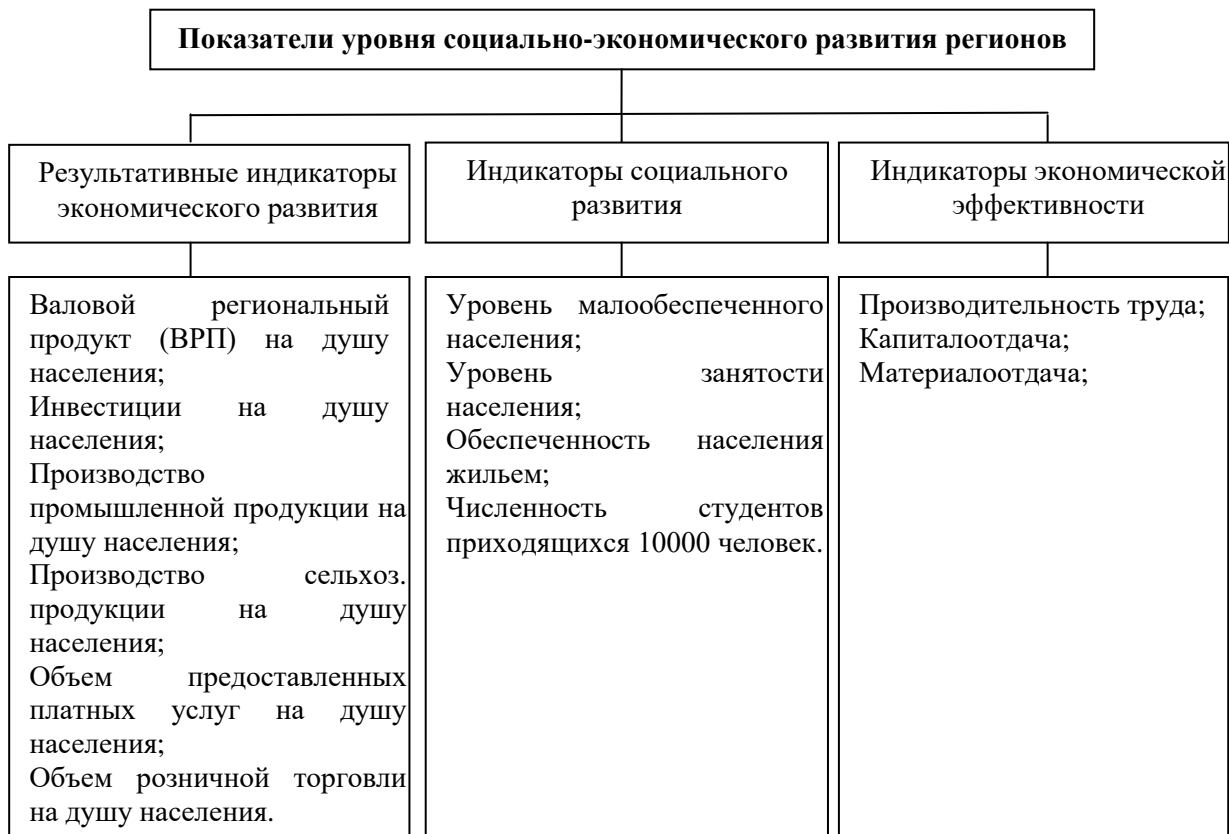 Показатели уровня социально-экономического развития регионов
Результативные индикаторы
экономического развития
Индикаторы социального
развития
Индикаторы экономической
эффективности
Валовой региональный
продукт (ВРП) на душу
населения;
Инвестиции на душу
населения;
Производство
промышленной продукции на
душу населения;
Производство сельхоз.
продукции на душу
населения;
Объем предоставленных
платных услуг на душу
населения;
Объем розничной торговли
на душу населения.
Уровень малообеспеченного
населения;
Уровень занятости
населения;
Обеспеченность населения
жильем;
Численность студентов
приходящихся 10000 человек.
Производительность труда;
Капиталоотдача;
Материалоотдача;